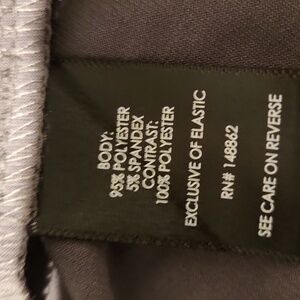 BODY:
95% POLYESTER
5% SPANDEX
CONTRAST:
100% POLYESTER
EXCLUSIVE OF ELASTIC
RN# 148862
SEE CARE ON REVERSE